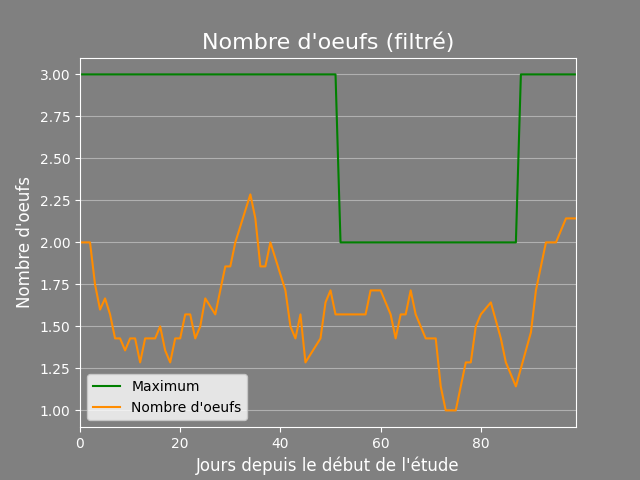 Nombre d'oeufs (filtré)
Nombre d'oeufs
3.00
2.75
2.50
2.25
2.00
1.75
1.50
1.25
1.00
Maximum
Nombre d'oeufs
0 20 40 60 80
Jours depuis le début de l'étude